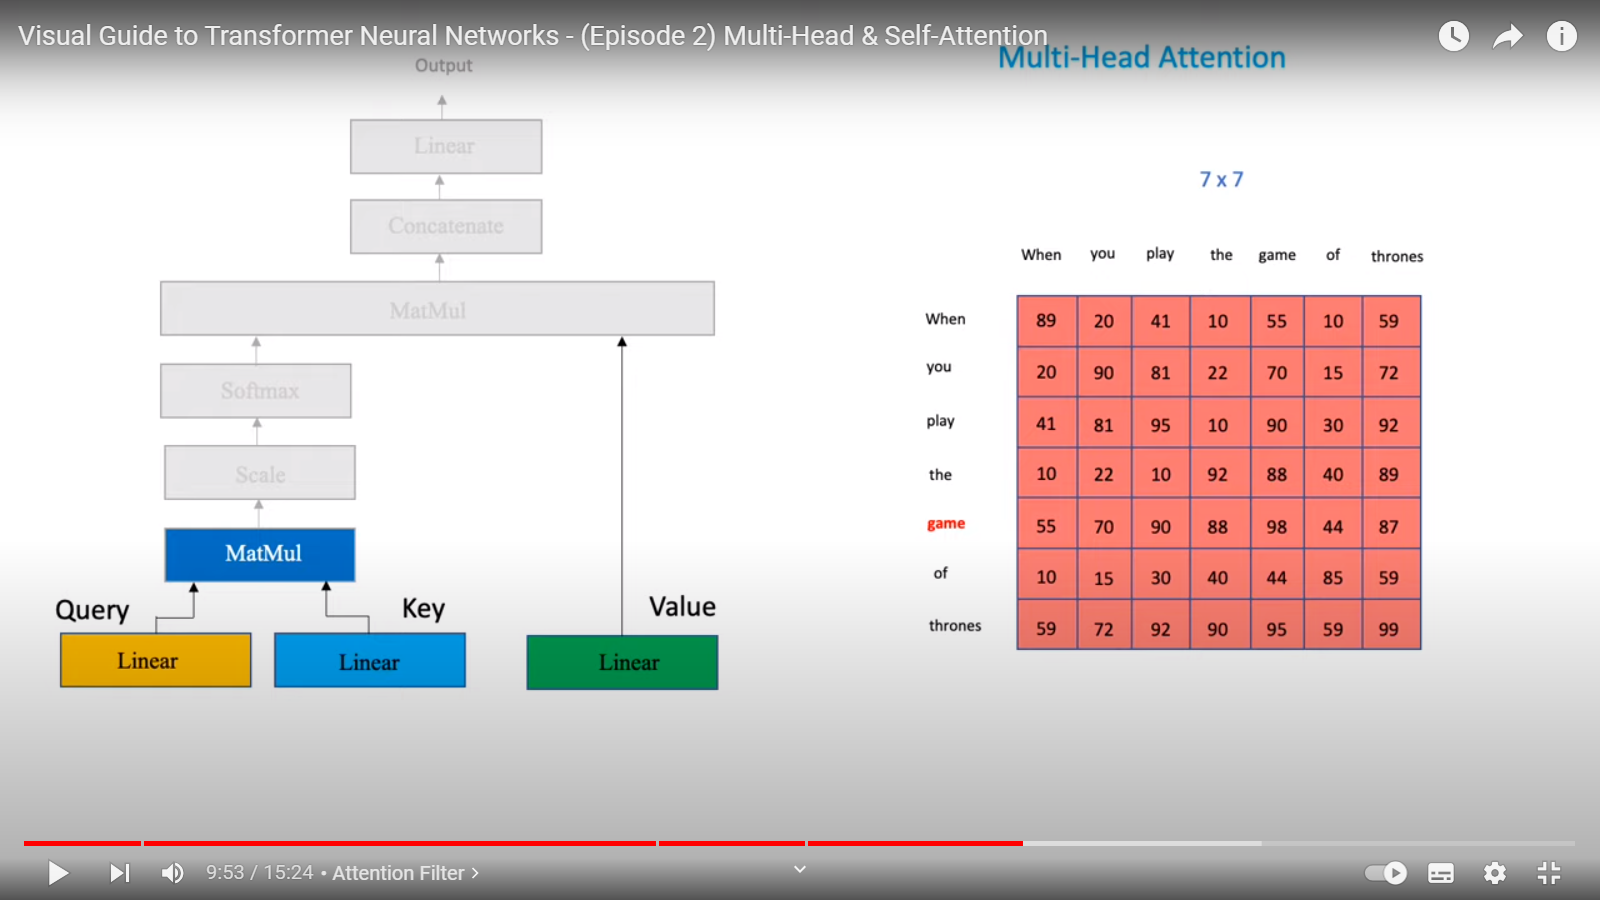 Visual Guide to Transformer Neural Networks - (Episode 2) Multi-Head & Self-Attention
Multi-Head Attention
Output
Linear
Concatenate
MatMul
Softmax
Scale
MatMul
Query
Key
Value
Linear
Linear
Linear
7 x 7
When you play the game of thrones
When 89 20 41 10 55 10 59
you 20 90 81 22 70 15 72
play 41 81 95 10 90 30 92
the 10 22 10 92 88 40 89
game 55 70 90 88 98 44 87
of 10 15 30 40 44 85 59
thrones 59 72 92 90 95 59 99
9:53 / 15:24 • Attention Filter